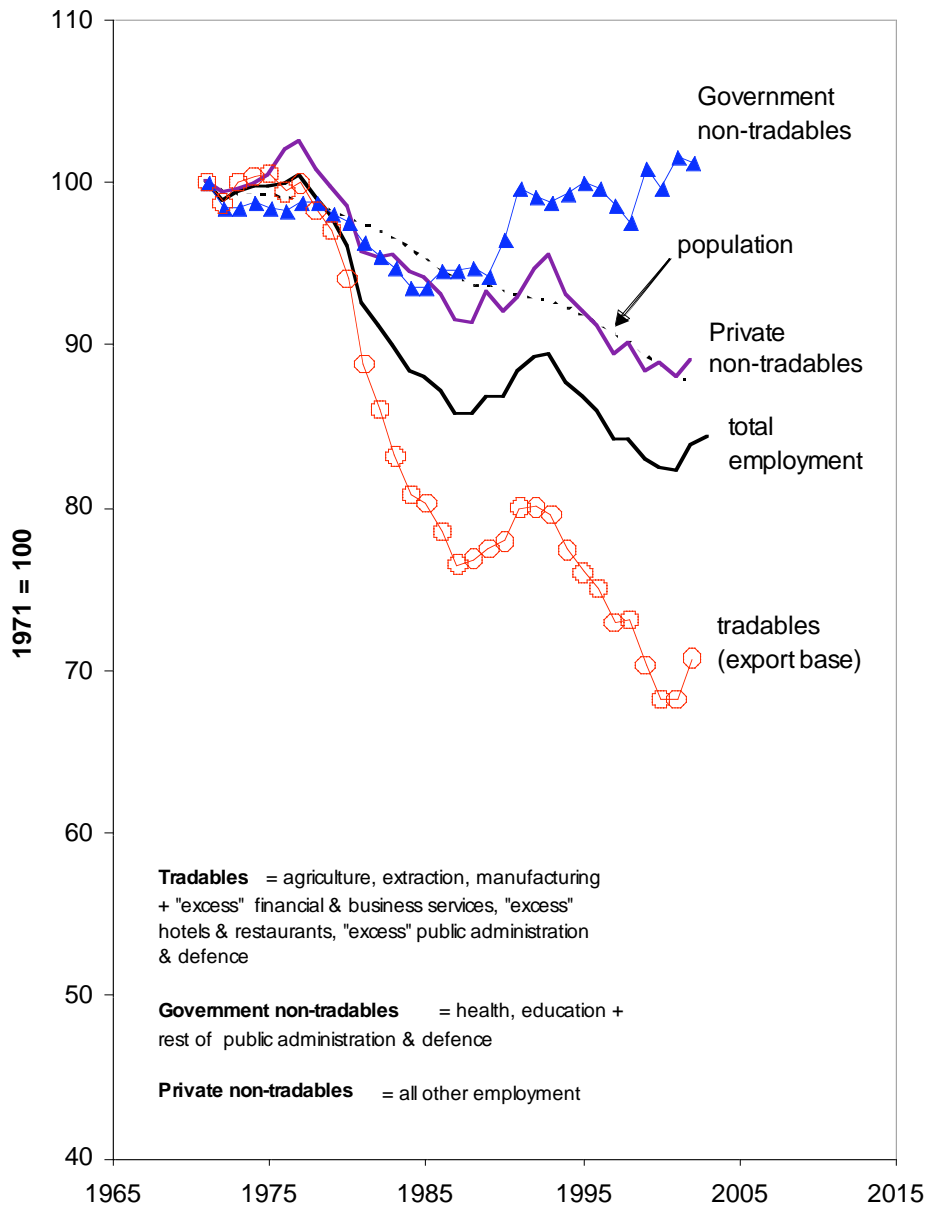 110
100
90
80
70
60
50
40
1971 = 100
Government
non-tradables
population
Private
non-tradables
total
employment
tradables
(export base)
Tradables = agriculture, extraction, manufacturing
+ "excess" financial & business services, "excess"
hotels & restaurants, "excess" public administration
& defence
Government non-tradables = health, education +
rest of public administration & defence
Private non-tradables = all other employment
1965 1975 1985 1995 2005 2015